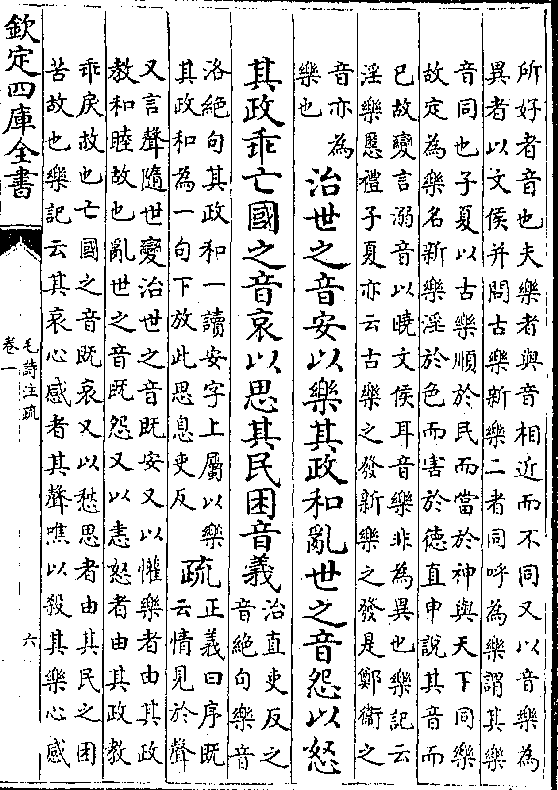 所好者音也夫樂者與音相近而不同又以音樂為
異者以文侯并問古樂新樂二者同呼為樂謂其樂
音同也子夏以古樂順於民而當於神與天下同樂
故定為樂名新樂淫於色而害於德直申說其音而
已故變言溺音以曉文侯耳音樂非為異也樂記云
淫樂慝禮子夏亦云古樂之發新樂之發是鄭衛之
音亦為
樂也
治世之音安以樂其政和亂世之音怨以怒
其政乖亡國之音哀以思其民困音義
治直吏反之
音絶句樂音
洛絶句其政和一讀安字上屬以樂
其政和為一句下放此思息吏反
疏
正義曰序既
云情見於聲
又言聲隨世變治世之音既安又以懽樂者由其政
教和睦故也亂世之音既怨又以恚怒者由其政教
乖戾故也亡國之音既哀又以愁思者由其民之困
苦故也樂記云其哀心感者其聲噍以殺其樂心感
欽定四庫全書
毛詩注疏
卷一
六